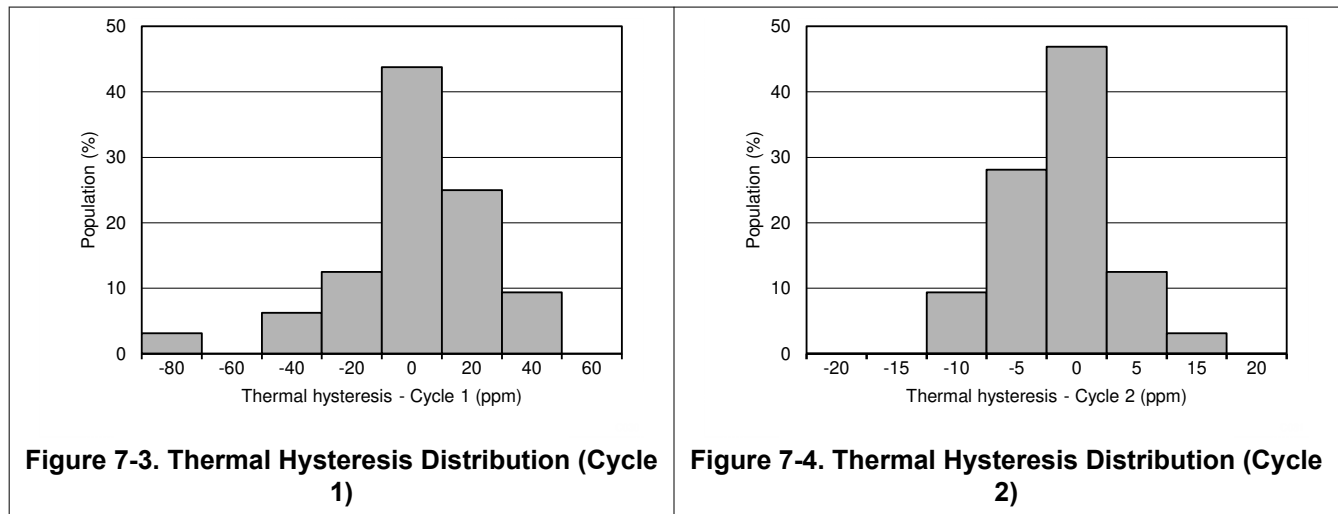 50
40
30
20
10
0
Population (%)
-80 -60 -40 -20 0 20 40 60
Thermal hysteresis - Cycle 1 (ppm)
Figure 7-3. Thermal Hysteresis Distribution (Cycle
1)
50
40
30
20
10
0
Population (%)
-20 -15 -10 -5 0 5 15 20
Thermal hysteresis - Cycle 2 (ppm)
Figure 7-4. Thermal Hysteresis Distribution (Cycle
2)